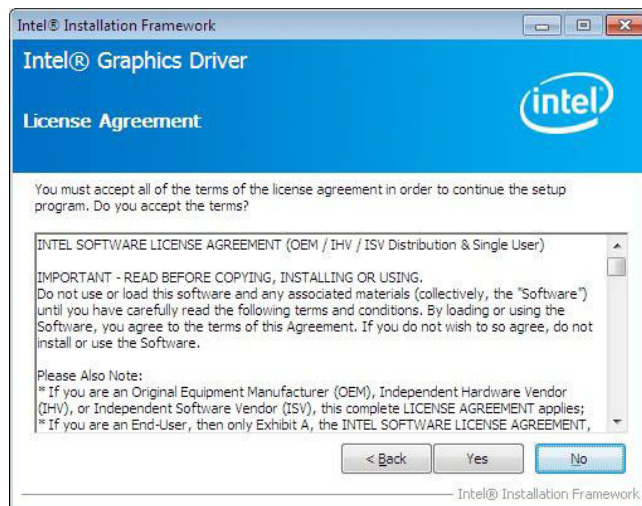 Intel® Installation Framework
Intel® Graphics Driver
License Agreement
intel
You must accept all of the terms of the license agreement in order to continue the setup
program. Do you accept the terms?
INTEL SOFTWARE LICENSE AGREEMENT (OEM / IHV / ISV Distribution & Single User)
IMPORTANT - READ BEFORE COPYING, INSTALLING OR USING.
Do not use or load this software and any associated materials (collectively, the "Software")
until you have carefully read the following terms and conditions. By loading or using the
Software, you agree to the terms of this Agreement. If you do not wish to so agree, do not
install or use the Software.
Please Also Note:
* If you are an Original Equipment Manufacturer (OEM), Independent Hardware Vendor
(IHV), or Independent Software Vendor (ISV), this complete LICENSE AGREEMENT applies;
* If you are an End-User, then only Exhibit A, the INTEL SOFTWARE LICENSE AGREEMENT,
< Back
Yes
No
Intel® Installation Framework